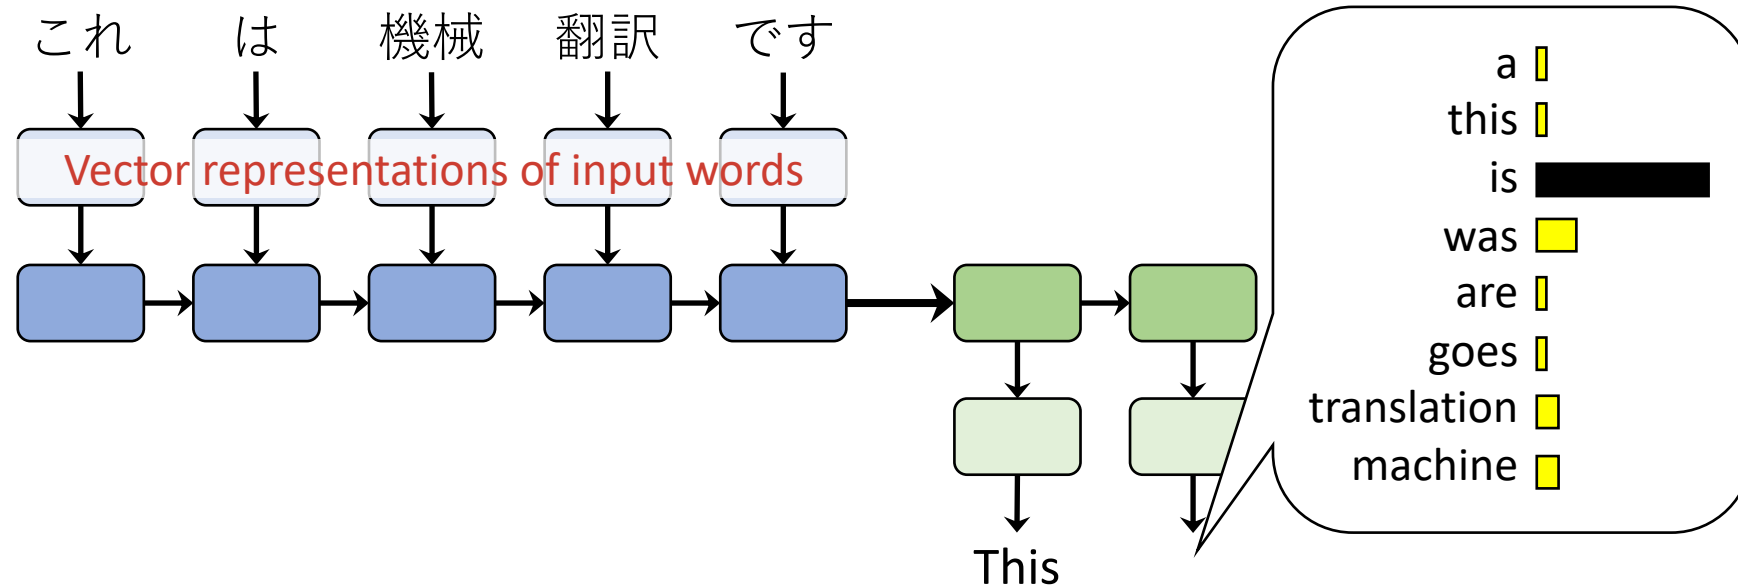 これ は 機械 翻訳 です
Vector representations of input words
This
a
this
is
was
are
goes
translation
machine